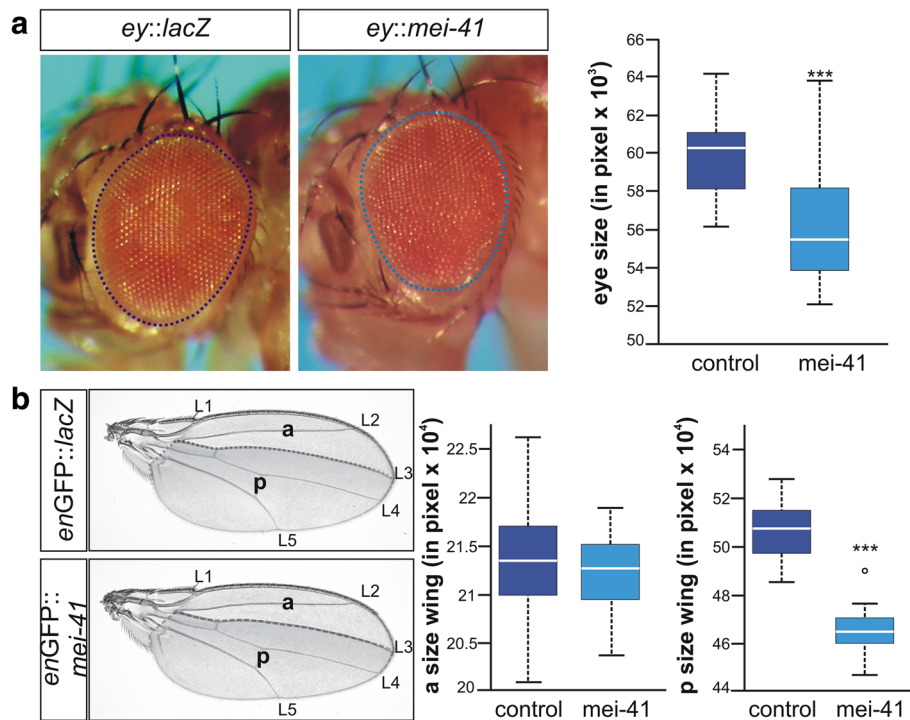 a
ey::lacZ
ey::mei-41
eye size (in pixel x 10³)
66
64
62
60
58
56
54
52
50
***
control
mei-41
b
enGFP::lacZ
L1
L2
a
p
L3
L4
L5
enGFP::
mei-41
L1
L2
a
p
L3
L4
L5
a size wing (in pixel x 10⁴)
22.5
22
21.5
21
20.5
20
control
mei-41
p size wing (in pixel x 10⁴)
54
52
50
48
46
44
***
control
mei-41